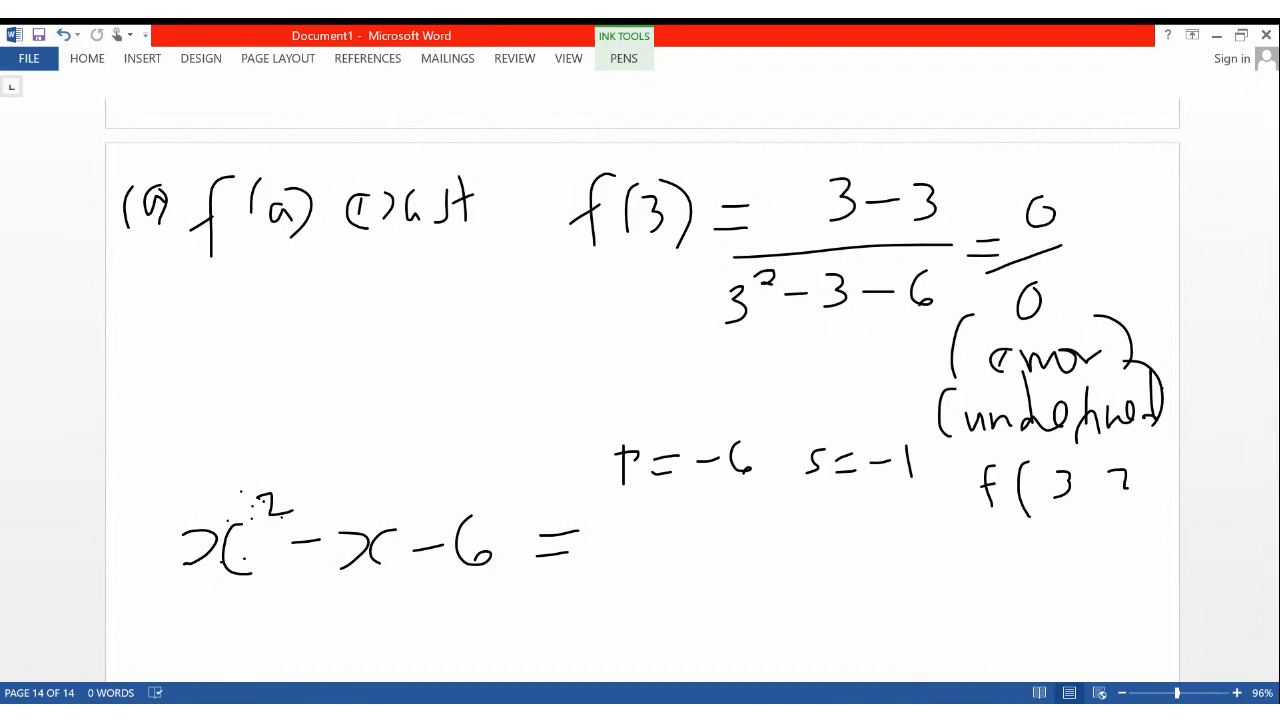 Document1 - Microsoft Word
INK TOOLS
?
FILE HOME INSERT DESIGN PAGE LAYOUT REFERENCES MAILINGS REVIEW VIEW PENS
Sign in
(a) f(a) exist f(3) = 3 - 3 / 3² - 3 - 6 = 0 / 0
(error)
(undefined)
p = -6 s = -1 f(3
x² - x - 6 =
PAGE 14 OF 14 0 WORDS
96%